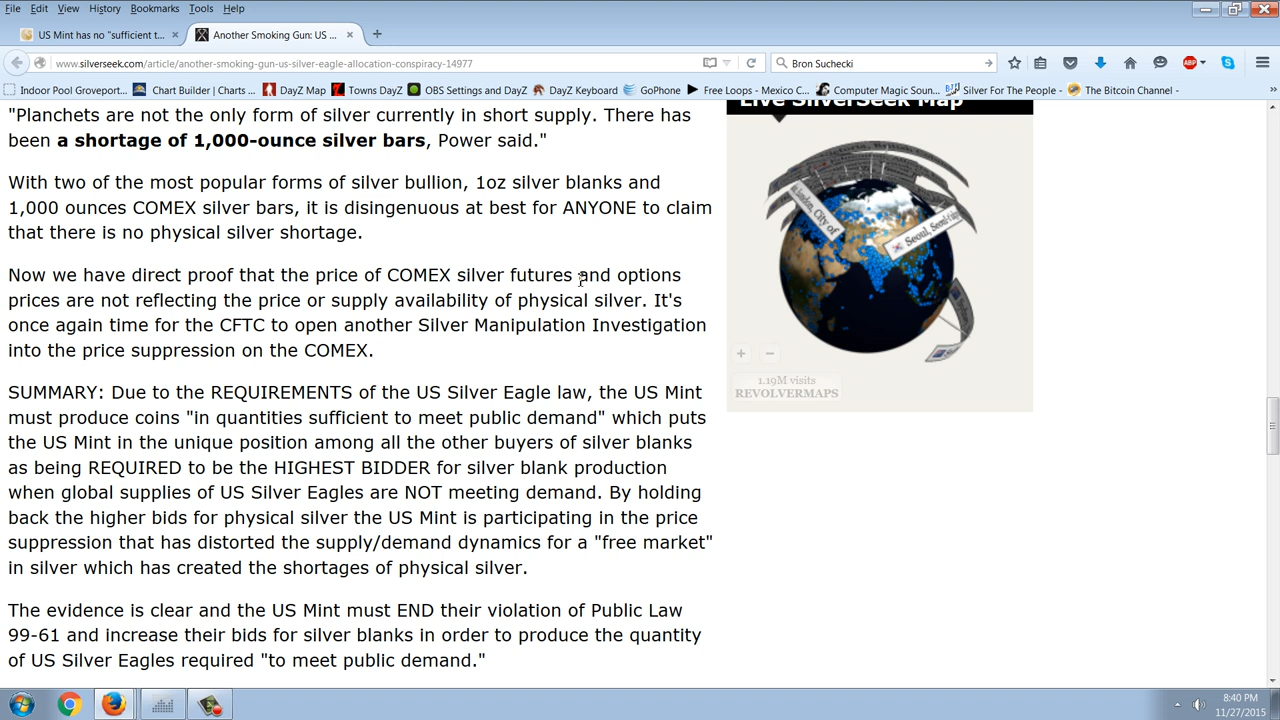 File Edit View History Bookmarks Tools Help
US Mint has no "sufficient t... × Another Smoking Gun: US ... × +
www.silverseek.com/article/another-smoking-gun-us-silver-eagle-allocation-conspiracy-14977 Bron Suchecki
Indoor Pool Groveport... Chart Builder | Charts ... DayZ Map Towns DayZ OBS Settings and DayZ DayZ Keyboard GoPhone Free Loops - Mexico C... Computer Magic Soun... Silver For The People - ... The Bitcoin Channel - »
"Planchets are not the only form of silver currently in short supply. There has
been a shortage of 1,000-ounce silver bars, Power said."
With two of the most popular forms of silver bullion, 1oz silver blanks and
1,000 ounces COMEX silver bars, it is disingenuous at best for ANYONE to claim
that there is no physical silver shortage.
Now we have direct proof that the price of COMEX silver futures and options
prices are not reflecting the price or supply availability of physical silver. It's
once again time for the CFTC to open another Silver Manipulation Investigation
into the price suppression on the COMEX.
SUMMARY: Due to the REQUIREMENTS of the US Silver Eagle law, the US Mint
must produce coins "in quantities sufficient to meet public demand" which puts
the US Mint in the unique position among all the other buyers of silver blanks
as being REQUIRED to be the HIGHEST BIDDER for silver blank production
when global supplies of US Silver Eagles are NOT meeting demand. By holding
back the higher bids for physical silver the US Mint is participating in the price
suppression that has distorted the supply/demand dynamics for a "free market"
in silver which has created the shortages of physical silver.
The evidence is clear and the US Mint must END their violation of Public Law
99-61 and increase their bids for silver blanks in order to produce the quantity
of US Silver Eagles required "to meet public demand."
Live SilverSeek Map
London, City of
Seoul, Seoul-t'ŭkpy
+ −
1.19M visits
REVOLVERMAPS
8:40 PM
11/27/2015